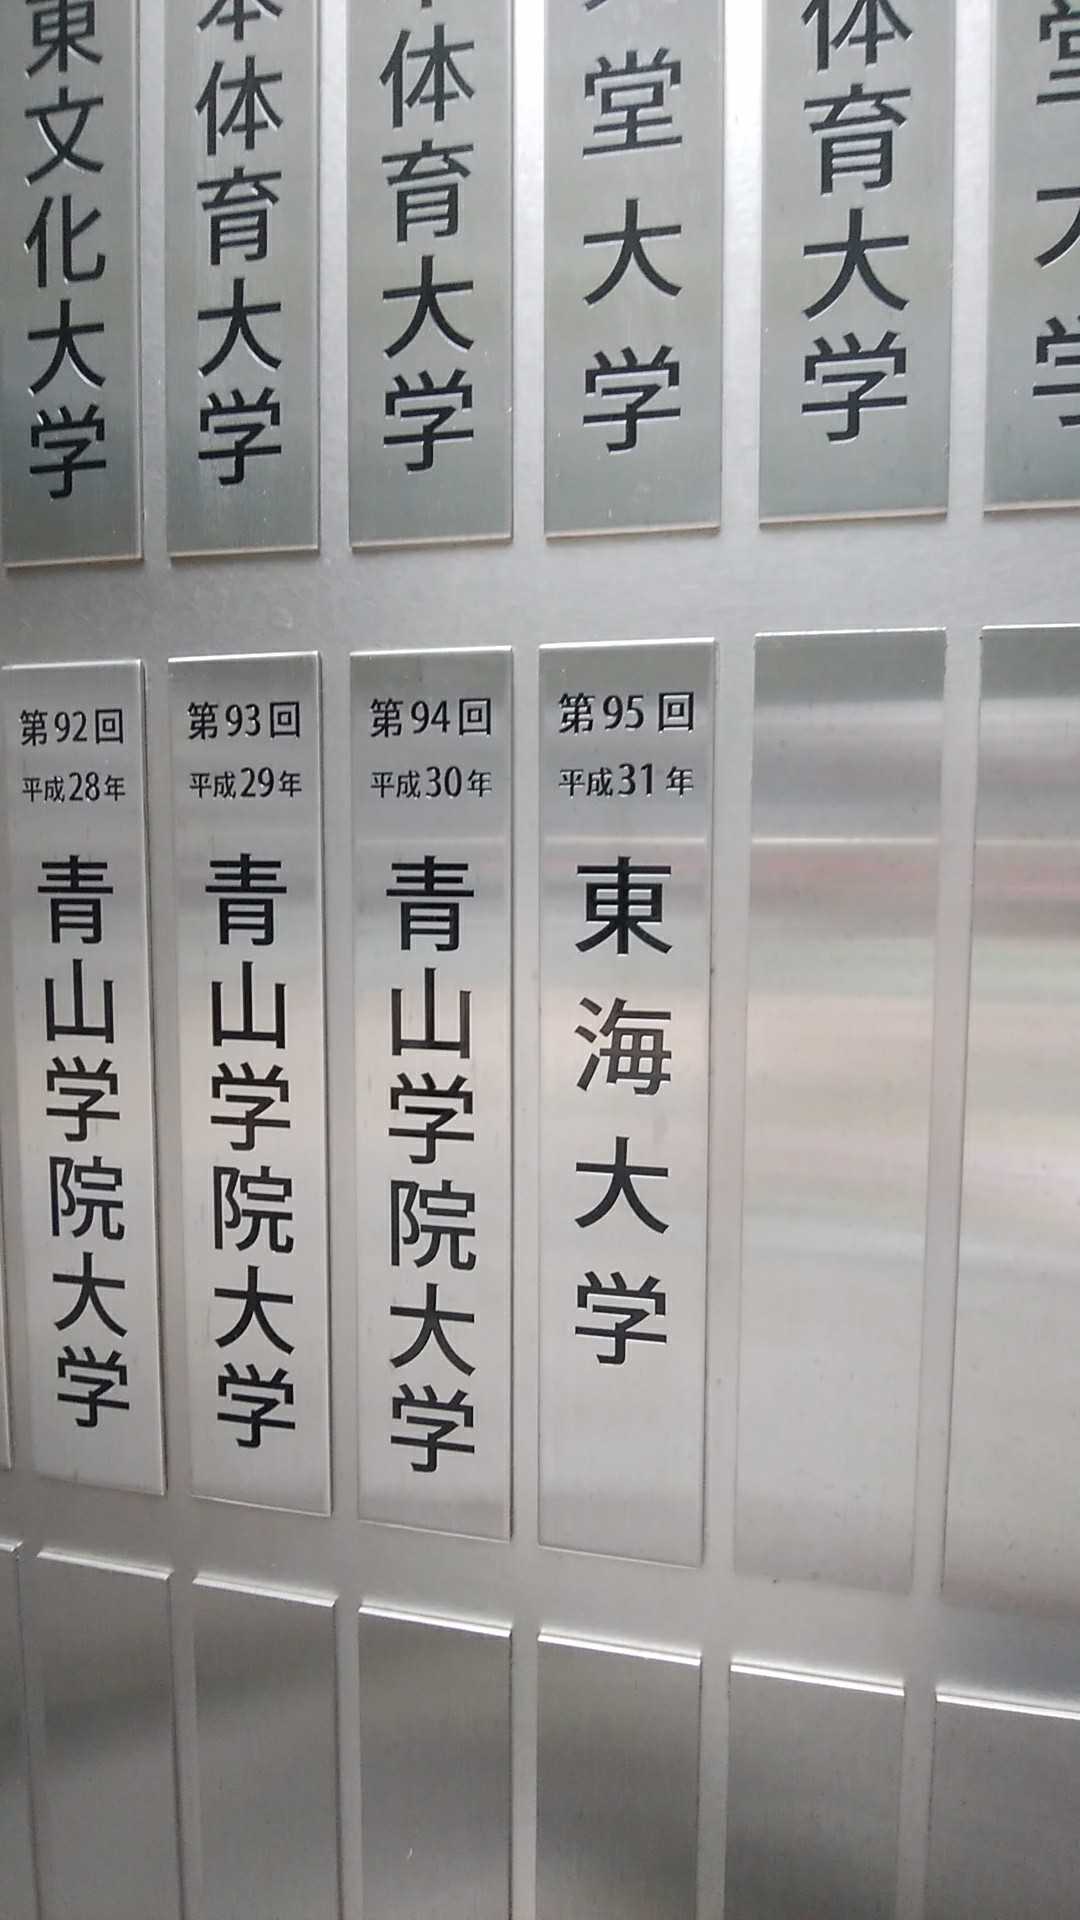 東文化大学
本体育大学
体育大学
堂大学
体育大学
第92回
平成28年
青山学院大学
第93回
平成29年
青山学院大学
第94回
平成30年
青山学院大学
第95回
平成31年
東海大学